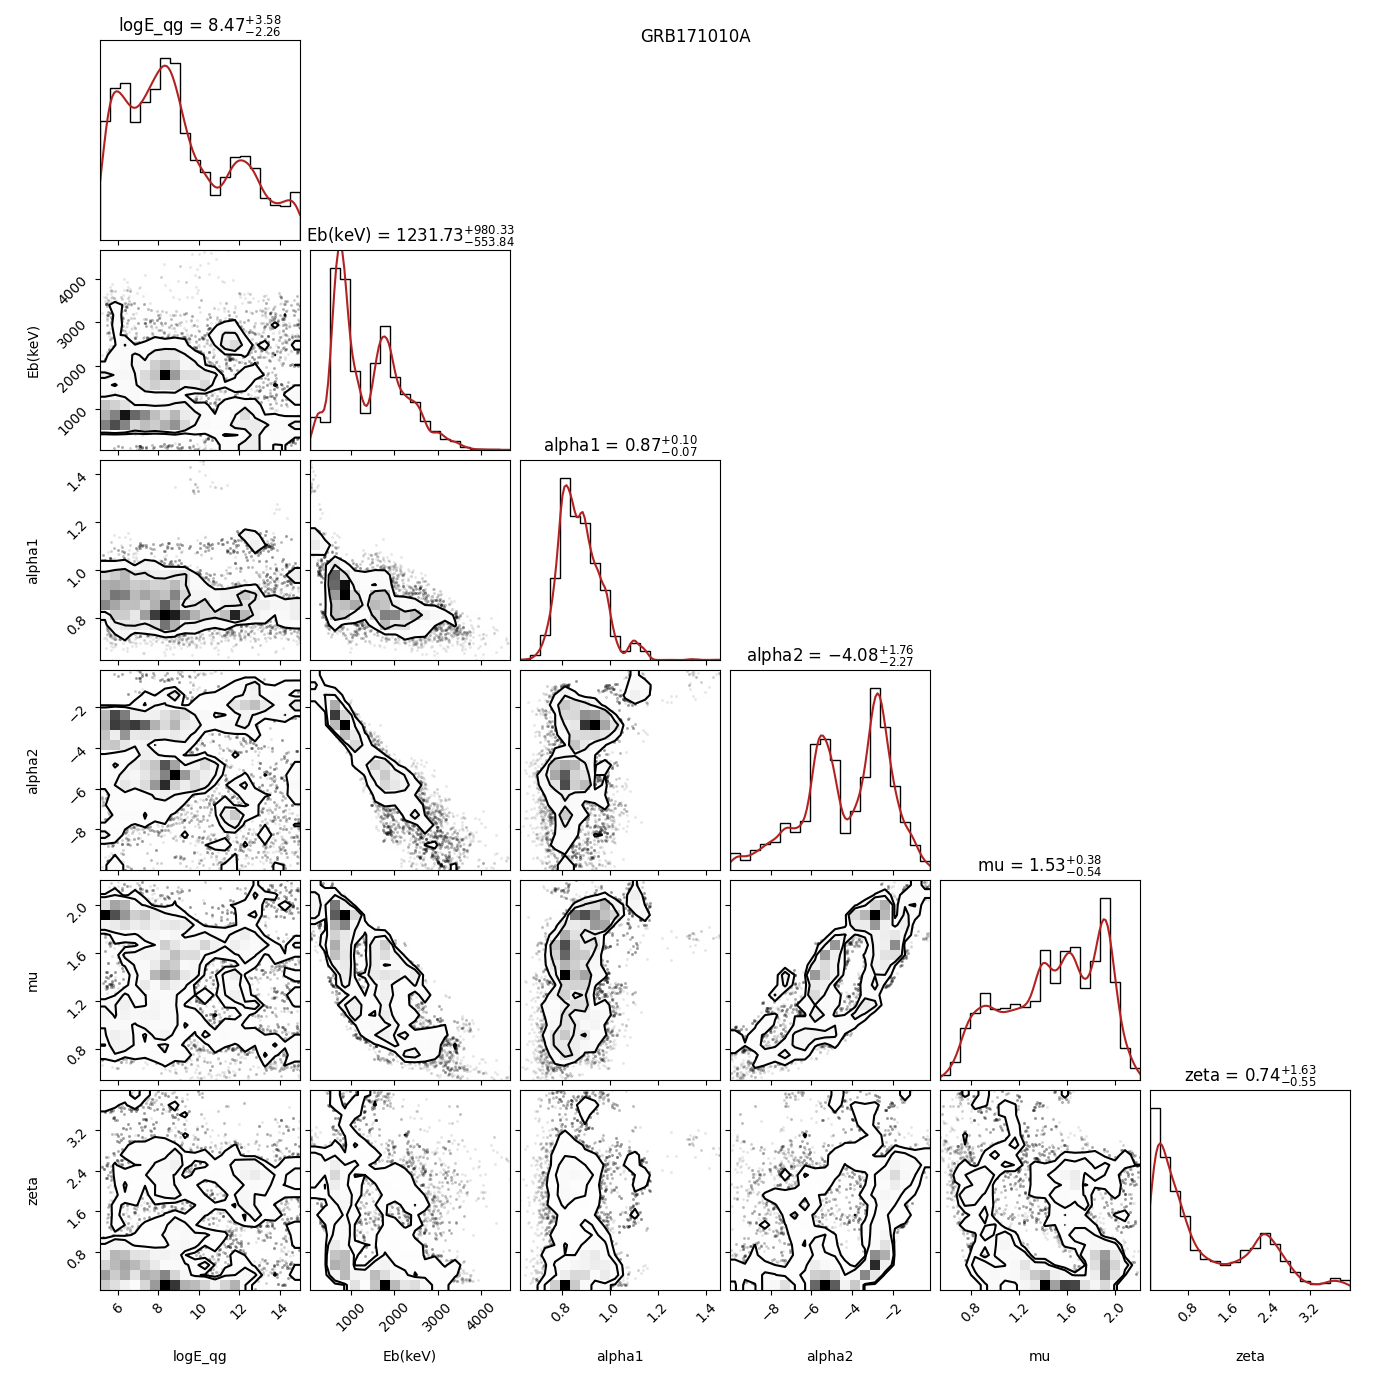 GRB171010A
logE_qg = 8.47 +3.58 −2.26
Eb(keV) = 1231.73 +980.33 −553.84
4000
3000
2000
1000
Eb(keV)
alpha1 = 0.87 +0.10 −0.07
1.4
1.2
1.0
0.8
alpha1
alpha2 = −4.08 +1.76 −2.27
−2
−4
−6
−8
alpha2
mu = 1.53 +0.38 −0.54
2.0
1.6
1.2
0.8
mu
zeta = 0.74 +1.63 −0.55
3.2
2.4
1.6
0.8
zeta
6 8 10 12 14
1000 2000 3000 4000
0.8 1.0 1.2 1.4
−8 −6 −4 −2
0.8 1.2 1.6 2.0
0.8 1.6 2.4 3.2
logE_qg Eb(keV) alpha1 alpha2 mu zeta